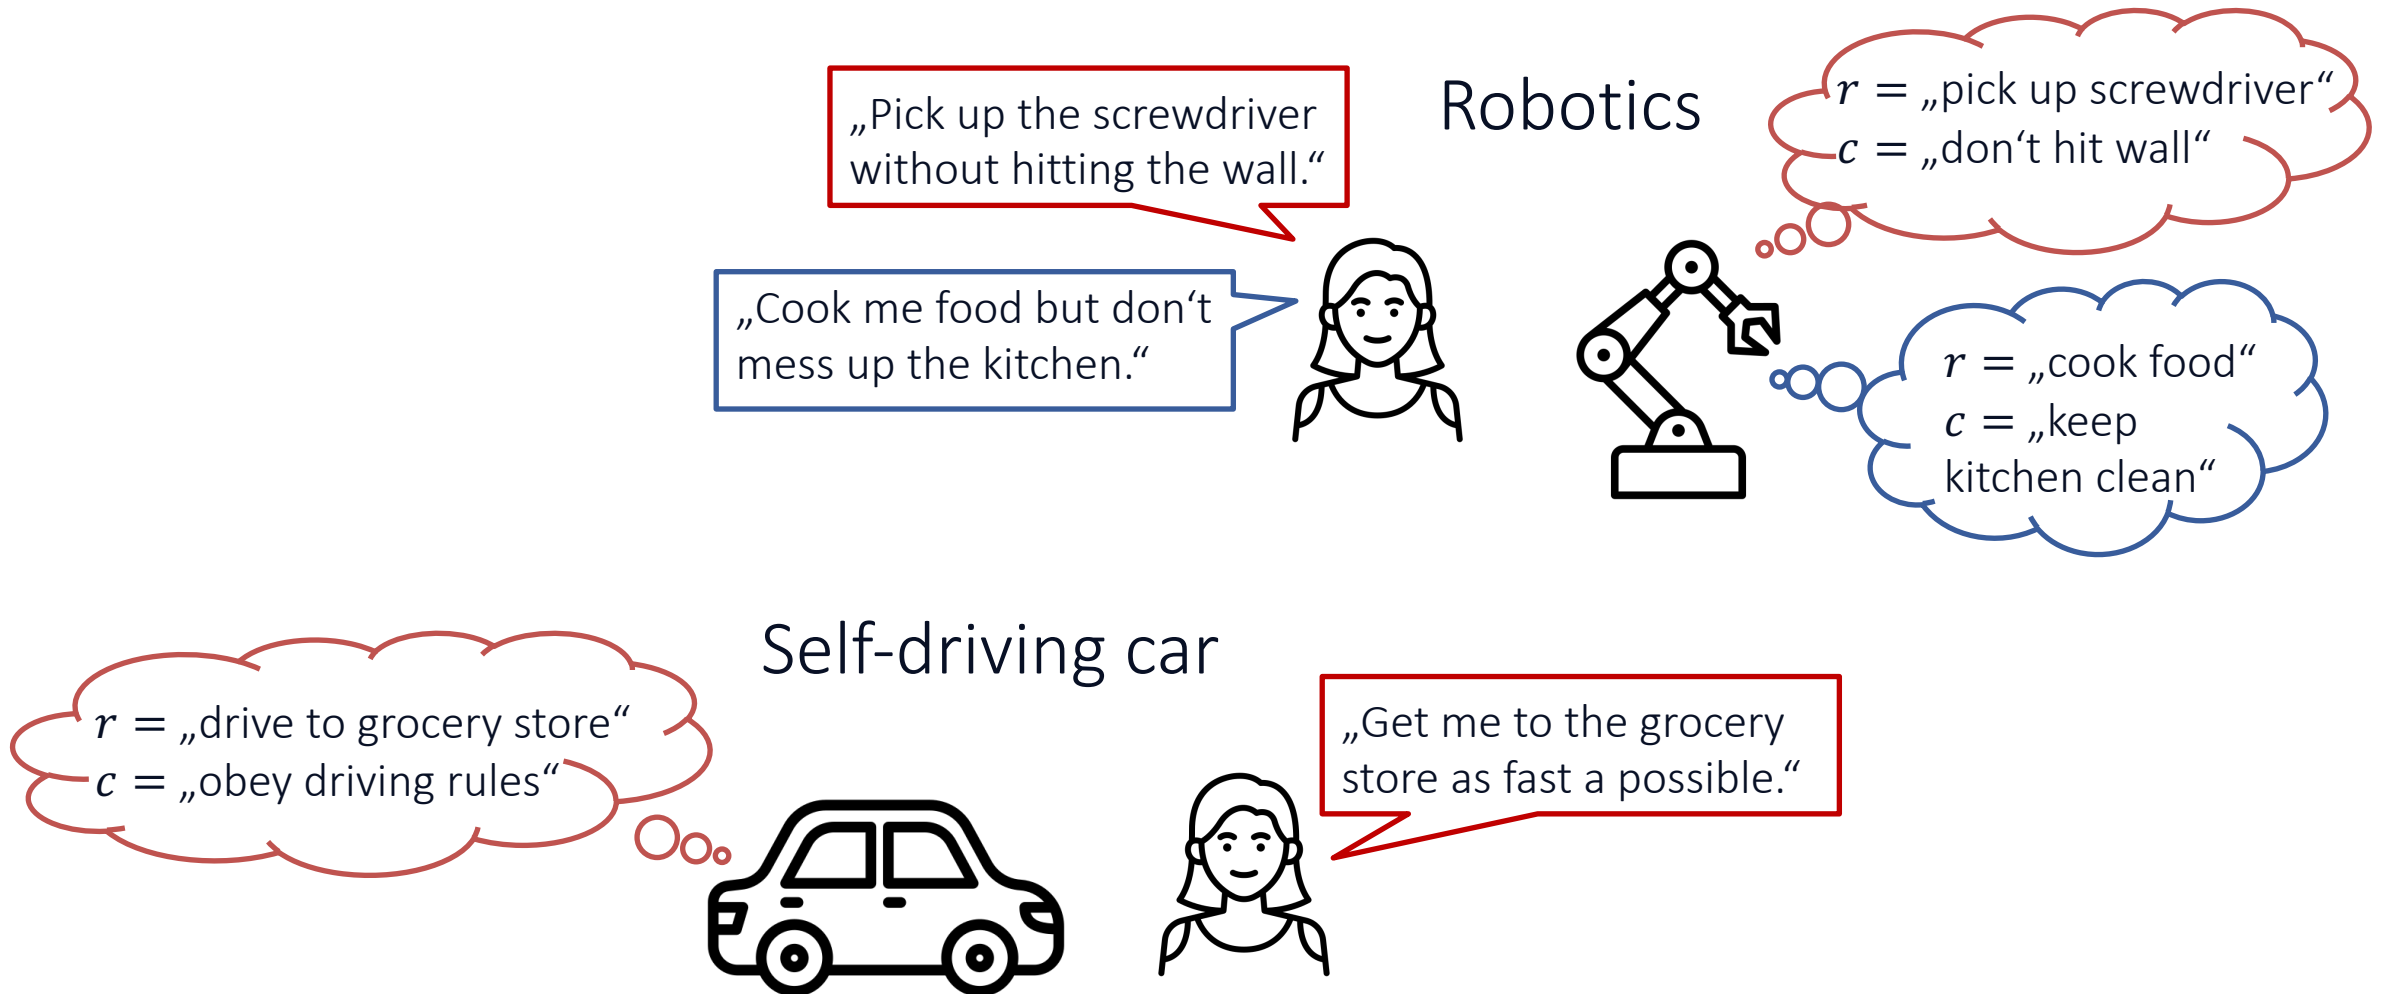 Robotics
„Pick up the screwdriver
without hitting the wall.“
r = „pick up screwdriver“
c = „don‘t hit wall“
„Cook me food but don‘t
mess up the kitchen.“
r = „cook food“
c = „keep
kitchen clean“
Self-driving car
r = „drive to grocery store“
c = „obey driving rules“
„Get me to the grocery
store as fast a possible.“